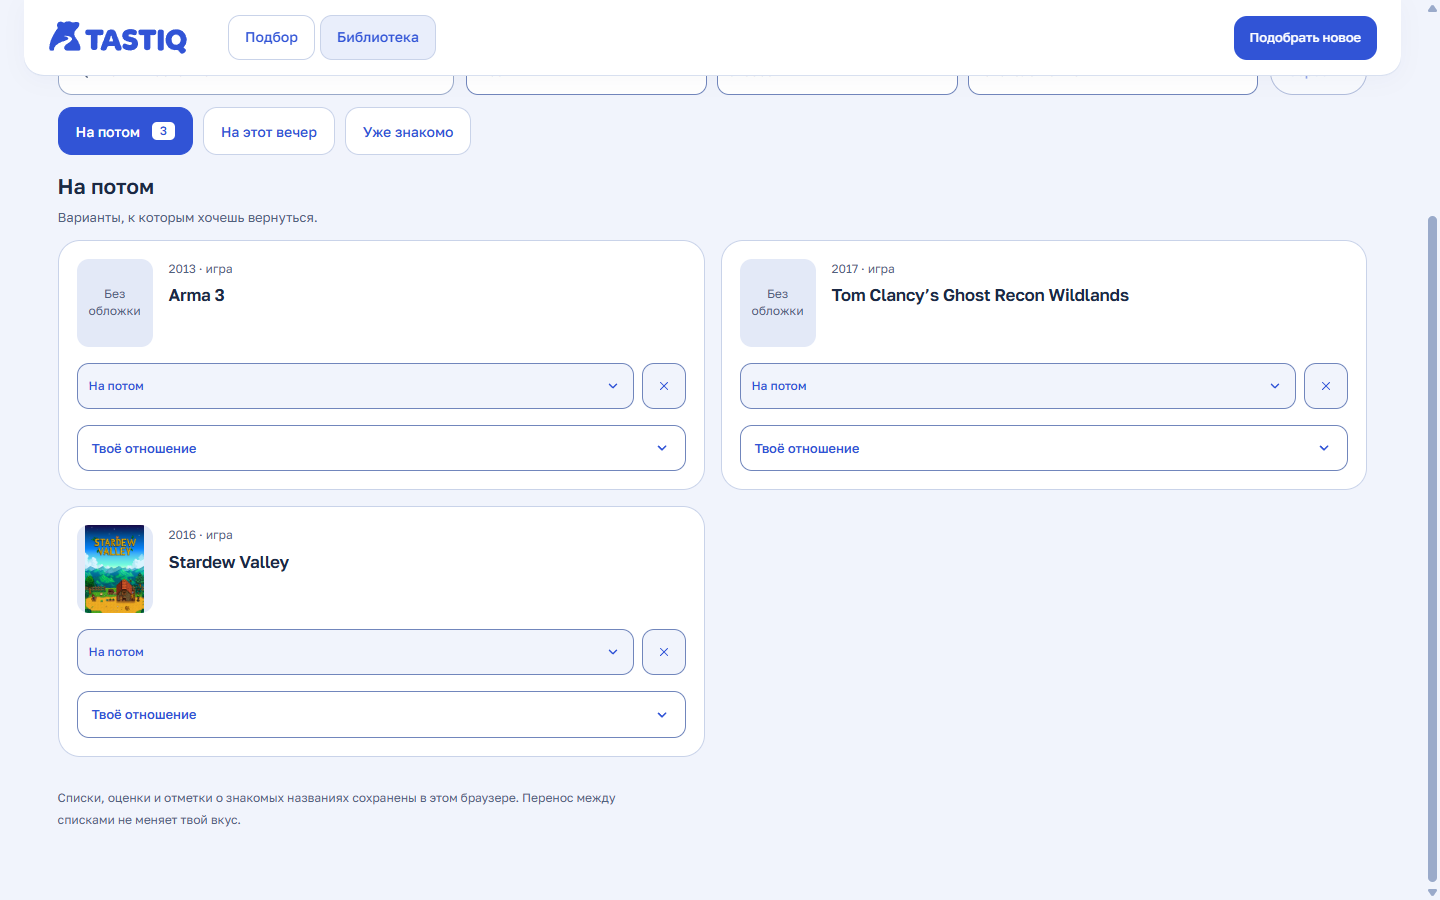 TASTIQ
Подбор
Библиотека
Подобрать новое
На потом 3
На этот вечер
Уже знакомо
На потом
Варианты, к которым хочешь вернуться.
2013 · игра
Arma 3
Без
обложки
На потом
Твоё отношение
2017 · игра
Tom Clancy’s Ghost Recon Wildlands
Без
обложки
На потом
Твоё отношение
2016 · игра
Stardew Valley
STARDEW
VALLEY
На потом
Твоё отношение
Списки, оценки и отметки о знакомых названиях сохранены в этом браузере. Перенос между
списками не меняет твой вкус.